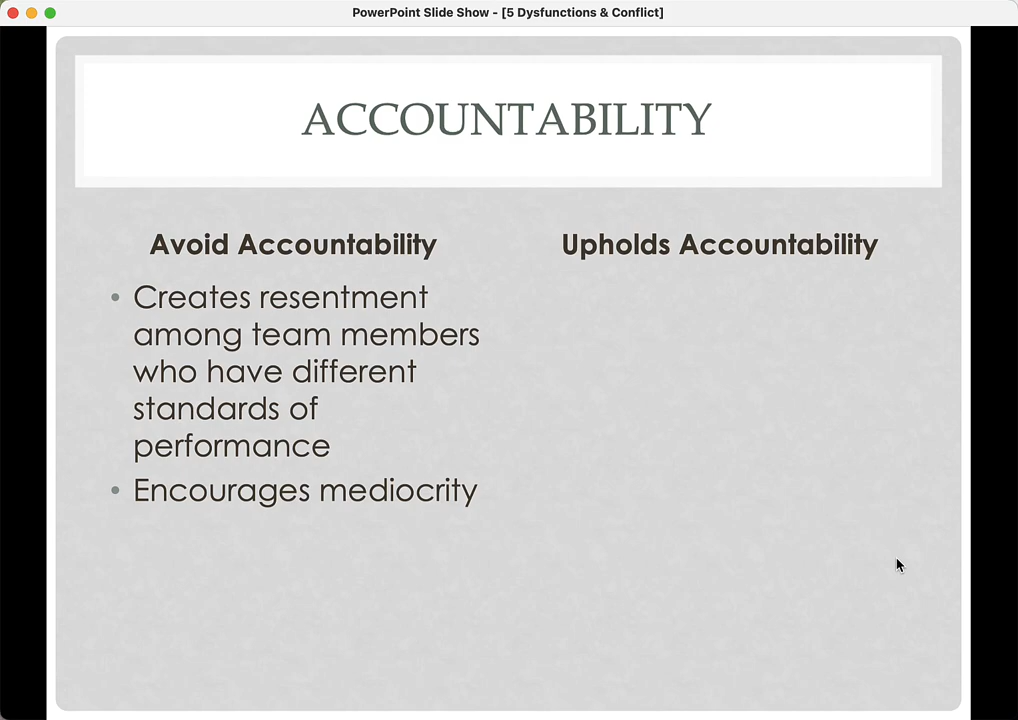 PowerPoint Slide Show - [5 Dysfunctions & Conflict]
ACCOUNTABILITY
Avoid Accountability
• Creates resentment
among team members
who have different
standards of
performance
• Encourages mediocrity
Upholds Accountability